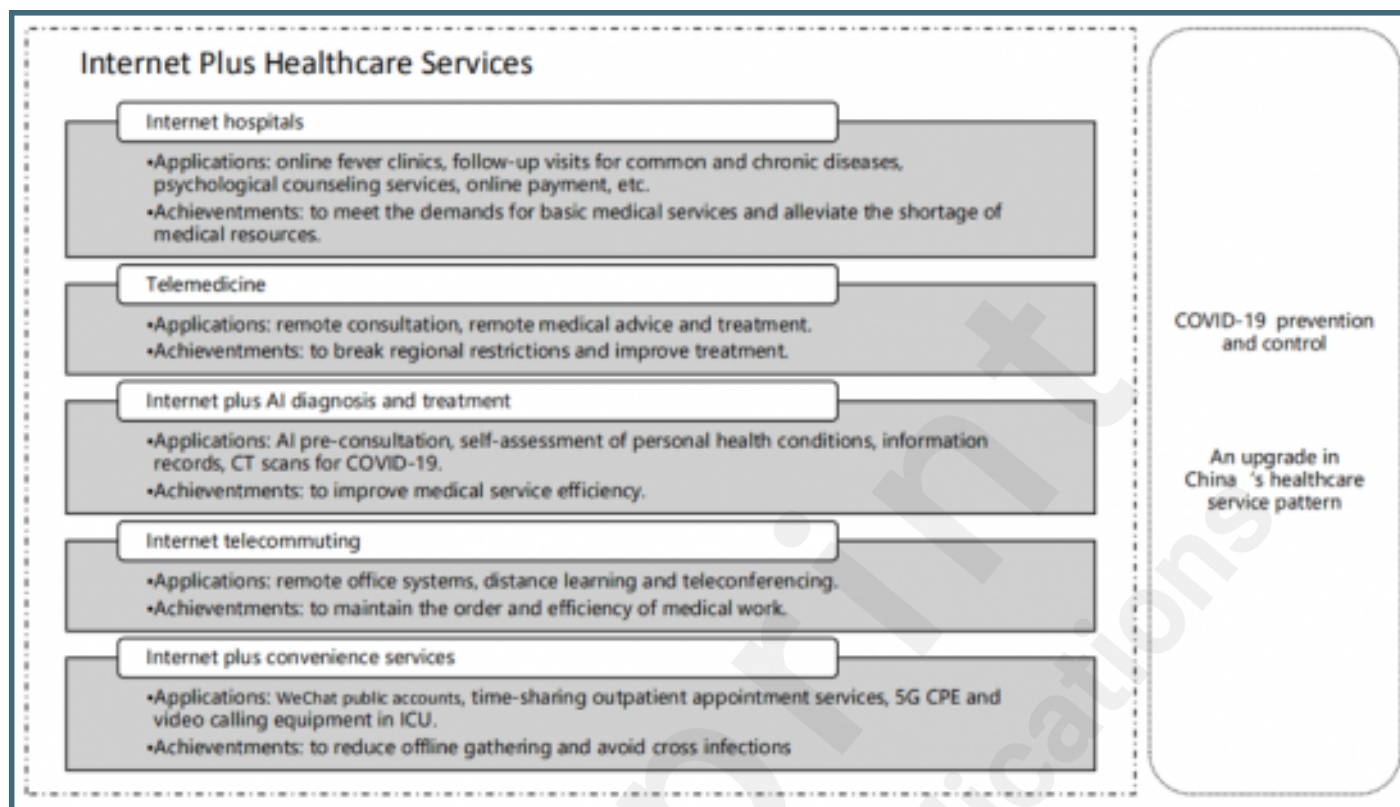 Internet Plus Healthcare Services
Internet hospitals
•Applications: online fever clinics, follow-up visits for common and chronic diseases,
psychological counseling services, online payment, etc.
•Achieventments: to meet the demands for basic medical services and alleviate the shortage of
medical resources.
Telemedicine
•Applications: remote consultation, remote medical advice and treatment.
•Achieventments: to break regional restrictions and improve treatment.
Internet plus AI diagnosis and treatment
•Applications: AI pre-consultation, self-assessment of personal health conditions, information
records, CT scans for COVID-19.
•Achieventments: to improve medical service efficiency.
Internet telecommuting
•Applications: remote office systems, distance learning and teleconferencing.
•Achieventments: to maintain the order and efficiency of medical work.
Internet plus convenience services
•Applications: WeChat public accounts, time-sharing outpatient appointment services, 5G CPE and
video calling equipment in ICU.
•Achieventments: to reduce offline gathering and avoid cross infections
COVID-19 prevention
and control
An upgrade in
China ‘s healthcare
service pattern